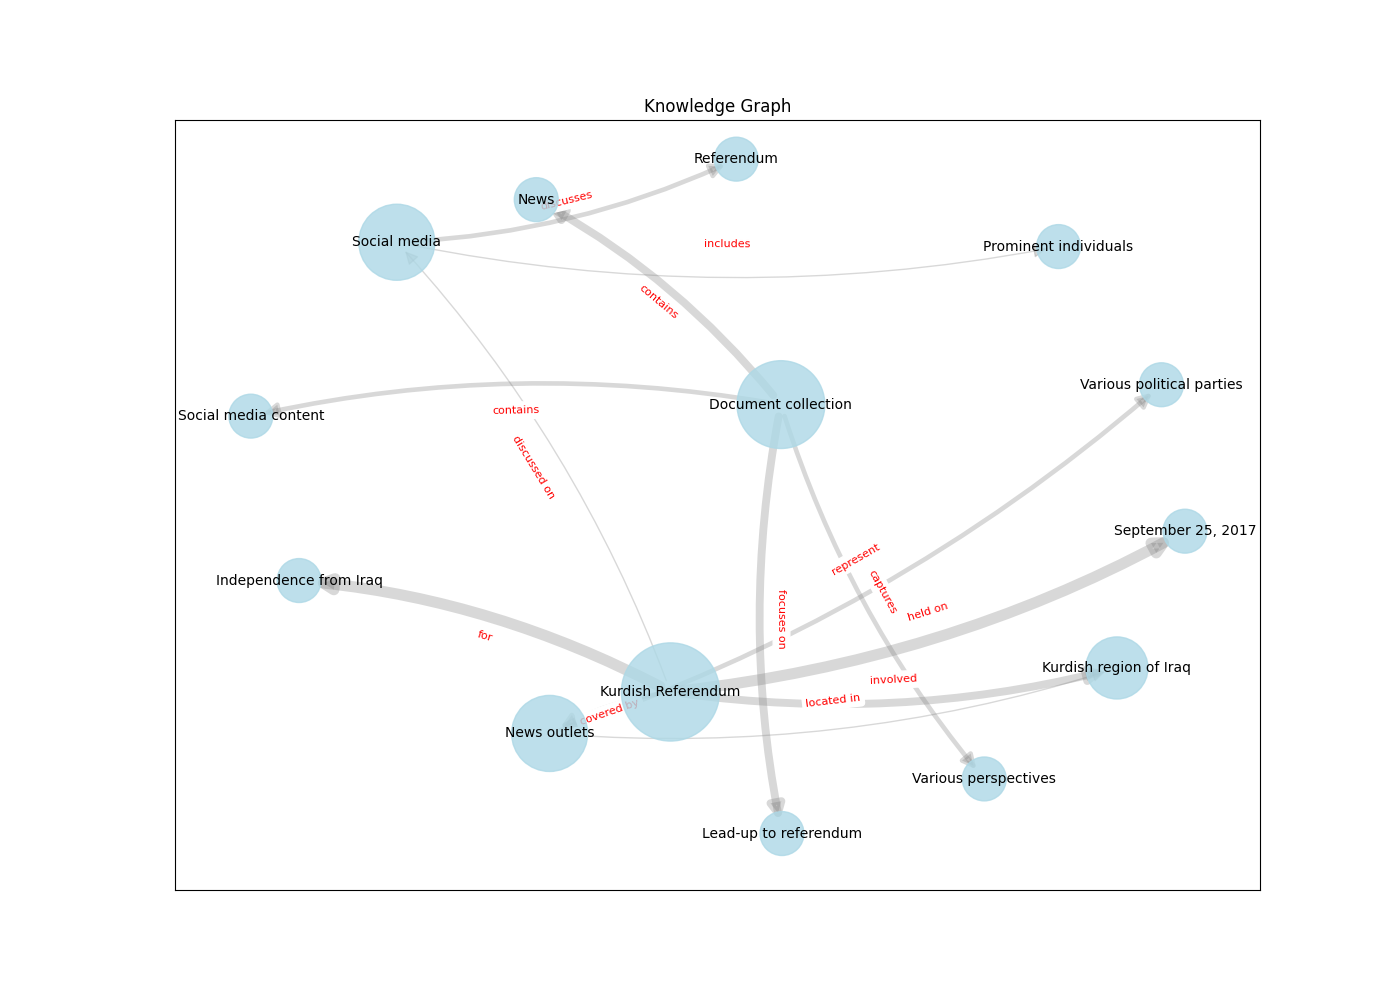 Knowledge Graph
Referendum
News
discusses
Social media
includes
Prominent individuals
contains
Various political parties
Document collection
contains
Social media content
discussed on
September 25, 2017
represent
Independence from Iraq
captures
held on
focuses on
for
Kurdish region of Iraq
involved
Kurdish Referendum
located in
covered by
News outlets
Various perspectives
Lead-up to referendum